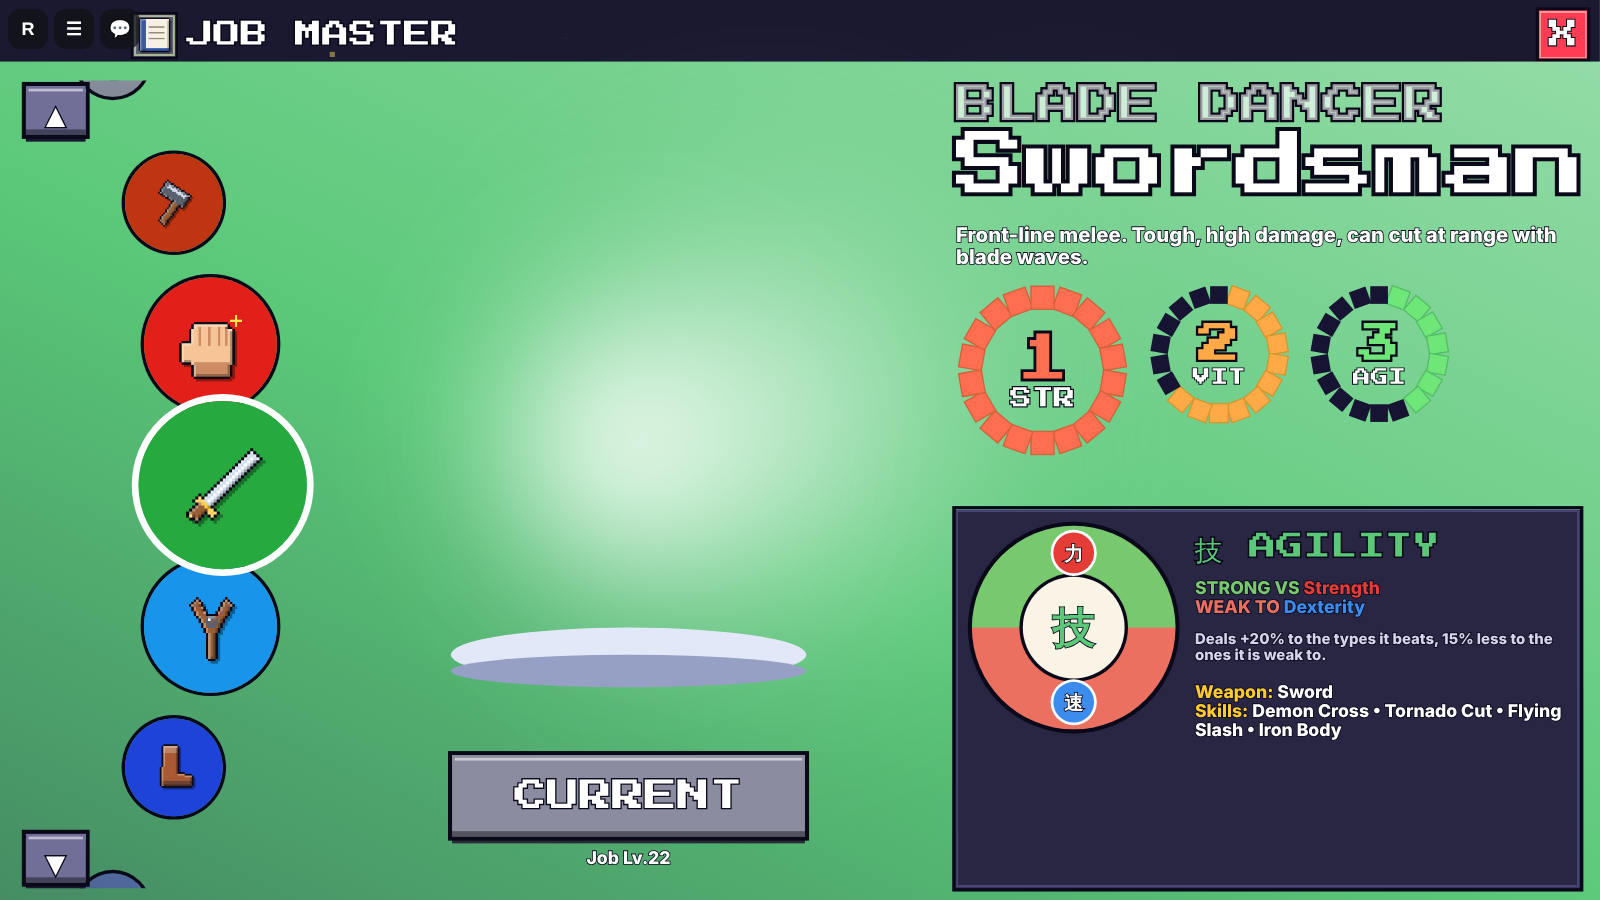 R
JOB MASTER
BLADE DANCER
Swordsman
Front-line melee. Tough, high damage, can cut at range with
blade waves.
1
STR
2
VIT
3
AGI
力
技
速
技 AGILITY
STRONG VS Strength
WEAK TO Dexterity
Deals +20% to the types it beats, 15% less to the
ones it is weak to.
Weapon: Sword
Skills: Demon Cross • Tornado Cut • Flying
Slash • Iron Body
CURRENT
Job Lv.22